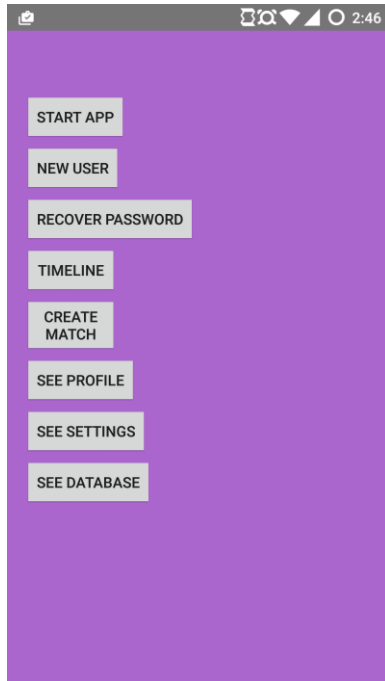 2:46
START APP
NEW USER
RECOVER PASSWORD
TIMELINE
CREATE
MATCH
SEE PROFILE
SEE SETTINGS
SEE DATABASE